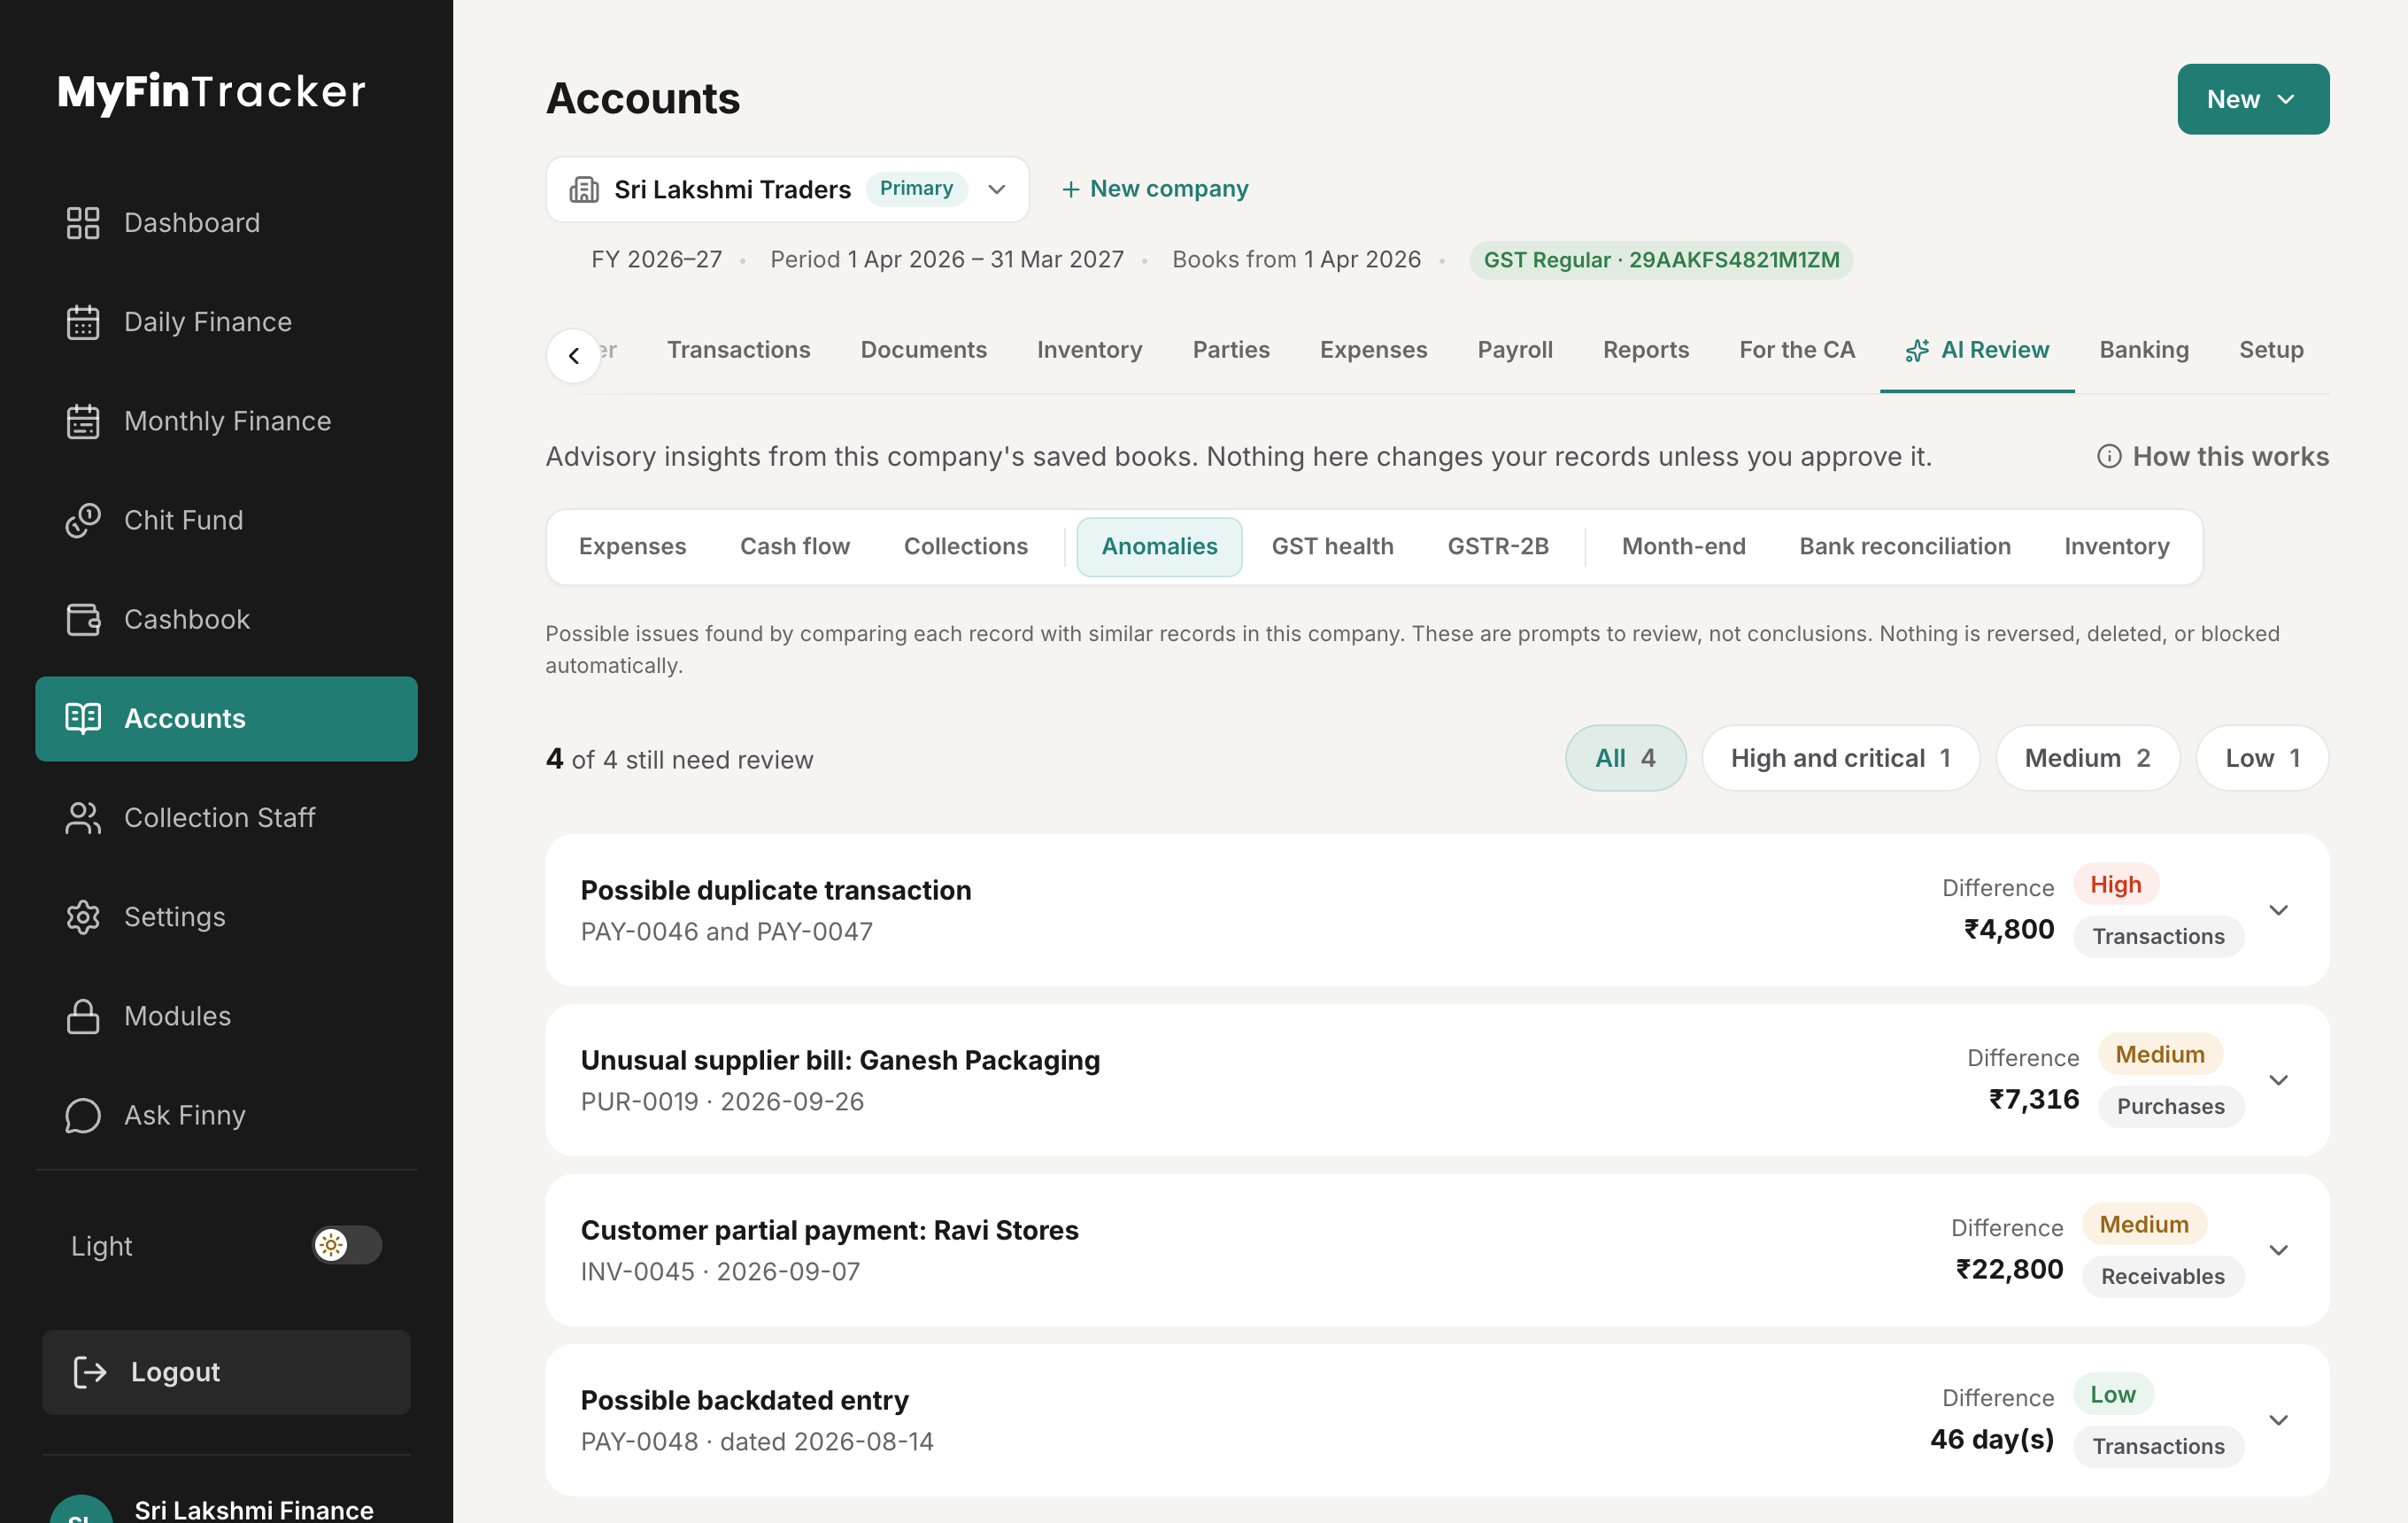 MyFinTracker
Dashboard
Daily Finance
Monthly Finance
Chit Fund
Cashbook
Accounts
Collection Staff
Settings
Modules
Ask Finny
Light
Logout
Sri Lakshmi Finance
Accounts
New
Sri Lakshmi Traders Primary
+ New company
FY 2026–27 • Period 1 Apr 2026 – 31 Mar 2027 • Books from 1 Apr 2026 • GST Regular · 29AAKFS4821M1ZM
Transactions Documents Inventory Parties Expenses Payroll Reports For the CA AI Review Banking Setup
Advisory insights from this company's saved books. Nothing here changes your records unless you approve it.
How this works
Expenses Cash flow Collections Anomalies GST health GSTR-2B Month-end Bank reconciliation Inventory
Possible issues found by comparing each record with similar records in this company. These are prompts to review, not conclusions. Nothing is reversed, deleted, or blocked
automatically.
4 of 4 still need review
All 4 High and critical 1 Medium 2 Low 1
Possible duplicate transaction
PAY-0046 and PAY-0047
Difference
₹4,800
High
Transactions
Unusual supplier bill: Ganesh Packaging
PUR-0019 · 2026-09-26
Difference
₹7,316
Medium
Purchases
Customer partial payment: Ravi Stores
INV-0045 · 2026-09-07
Difference
₹22,800
Medium
Receivables
Possible backdated entry
PAY-0048 · dated 2026-08-14
Difference
46 day(s)
Low
Transactions